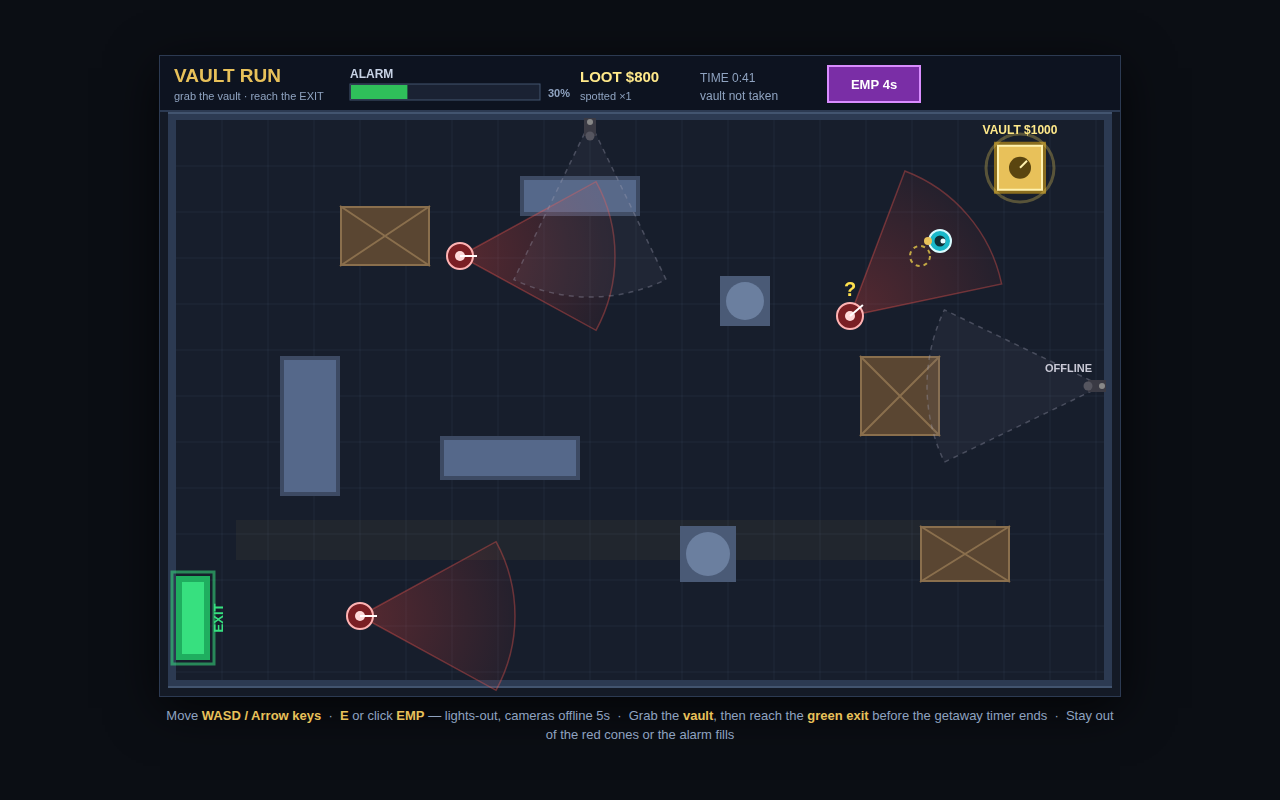 VAULT RUN
grab the vault · reach the EXIT
ALARM
30%
LOOT $800
spotted ×1
TIME 0:41
vault not taken
EMP 4s
VAULT $1000
?
OFFLINE
EXIT
Move WASD / Arrow keys · E or click EMP — lights-out, cameras offline 5s · Grab the vault, then reach the green exit before the getaway timer ends · Stay out
of the red cones or the alarm fills